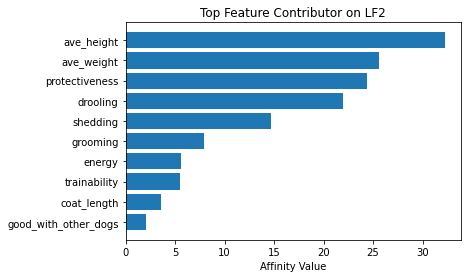 Top Feature Contributor on LF2
ave_height
ave_weight
protectiveness
drooling
shedding
grooming
energy
trainability
coat_length
good_with_other_dogs
0 5 10 15 20 25 30
Affinity Value